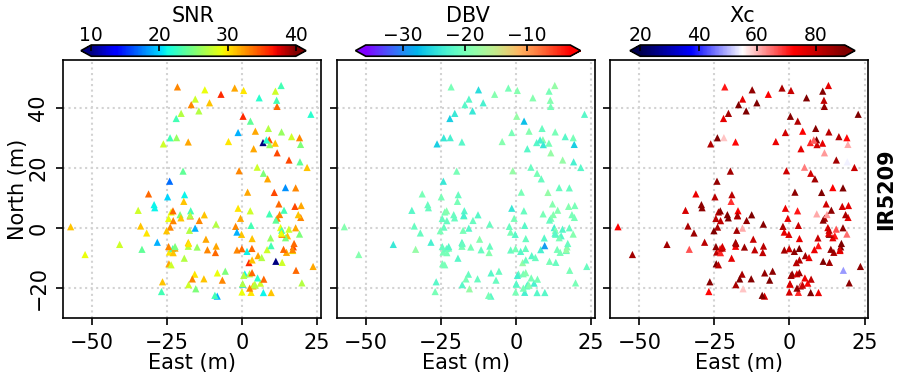 SNR DBV Xc
10 20 30 40 −30 −20 −10 20 40 60 80
North (m)
40
20
0
−20
IR5209
−50 −25 0 25 −50 −25 0 25 −50 −25 0 25
East (m) East (m) East (m)